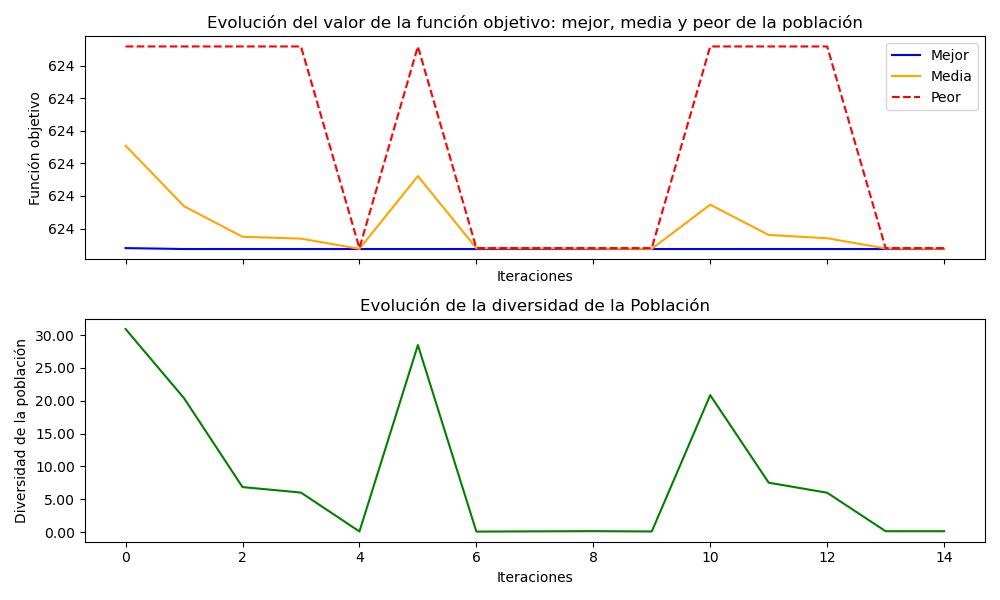 Evolución del valor de la función objetivo: mejor, media y peor de la población
Función objetivo
624
624
624
624
624
624
Mejor
Media
Peor
Iteraciones
Evolución de la diversidad de la Población
Diversidad de la población
30.00
25.00
20.00
15.00
10.00
5.00
0.00
0 2 4 6 8 10 12 14
Iteraciones